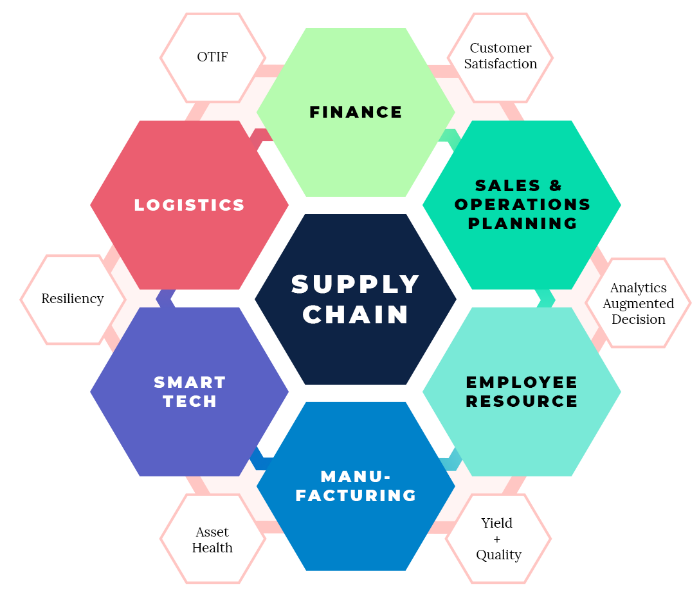 OTIF
Customer
Satisfaction
FINANCE
LOGISTICS
SALES &
OPERATIONS
PLANNING
SUPPLY
CHAIN
Resiliency
Analytics
Augmented
Decision
SMART
TECH
EMPLOYEE
RESOURCE
MANU-
FACTURING
Asset
Health
Yield
+
Quality